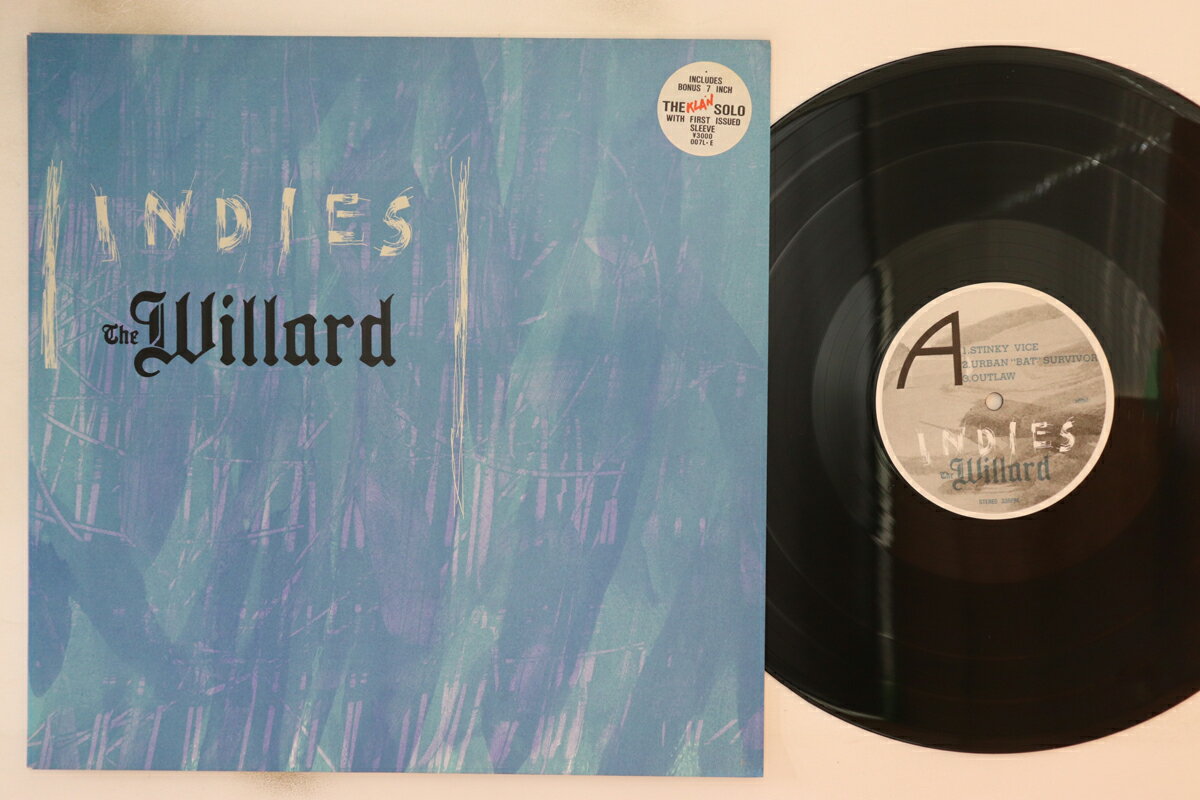 INCLUDES
BONUS 7 INCH
THE KLAN SOLO
WITH FIRST ISSUED
SLEEVE
¥3000
007L・E
INDIES
The Willard
A
1.STINKY VICE
2.URBAN "BAT" SURVIVOR
3.OUTLAW
INDIES
The Willard
STEREO 33RPM